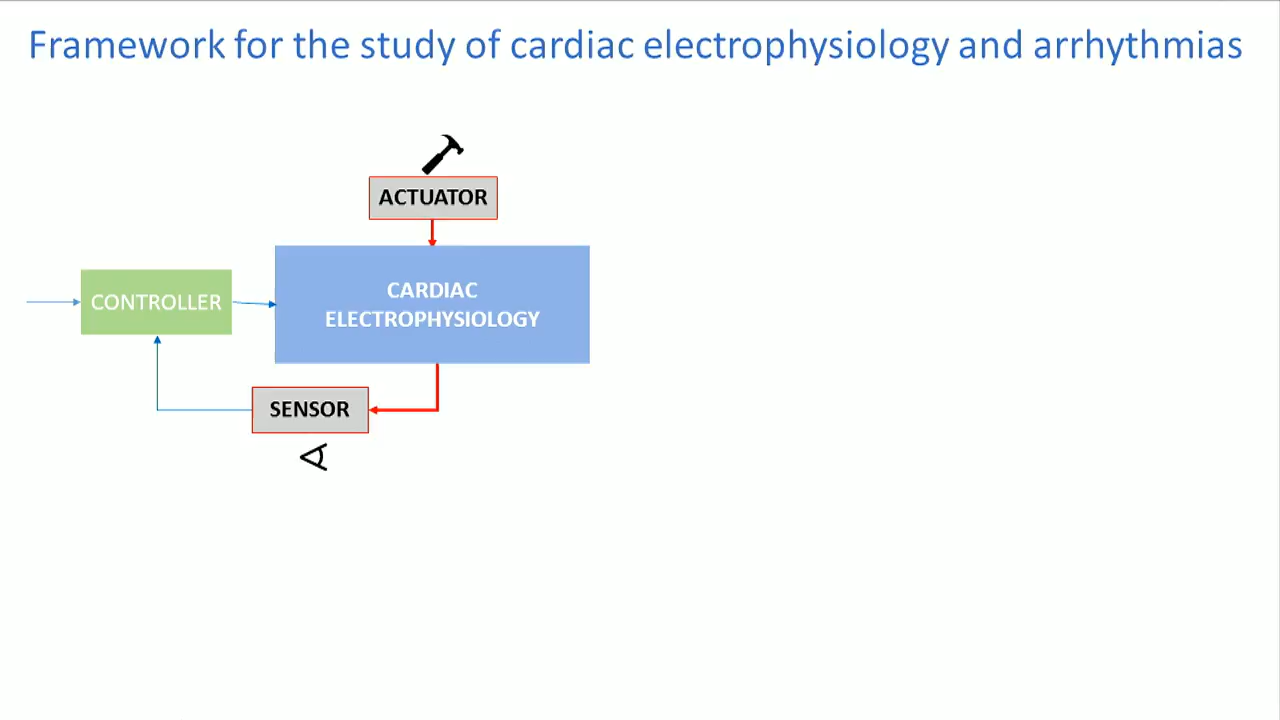 Framework for the study of cardiac electrophysiology and arrhythmias
ACTUATOR
CARDIAC
ELECTROPHYSIOLOGY
CONTROLLER
SENSOR